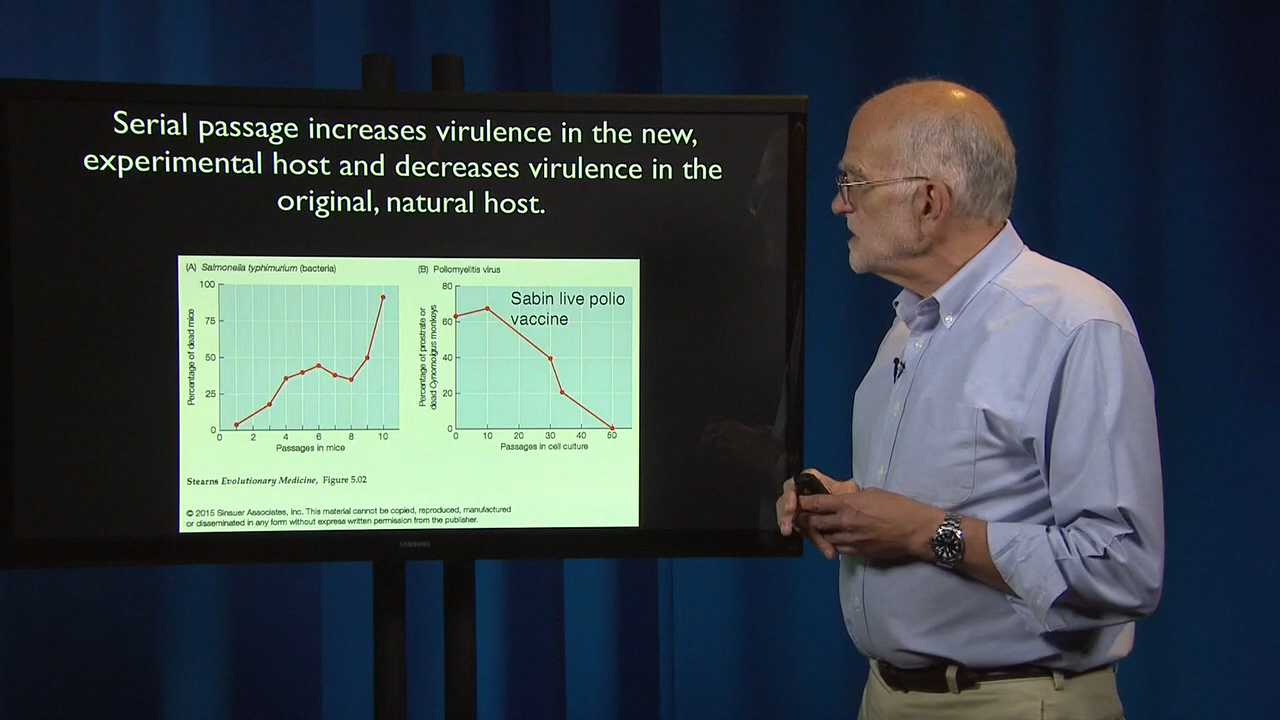 Serial passage increases virulence in the new,
experimental host and decreases virulence in the
original, natural host.
(A) Salmonella typhimurium (bacteria)
100
75
50
25
0
Percentage of dead mice
0 2 4 6 8 10
Passages in mice
(B) Poliomyelitis virus
Sabin live polio
vaccine
80
60
40
20
0
Percentage of prostrate or
dead Cynomolgus monkeys
0 10 20 30 40 50
Passages in cell culture
Stearns Evolutionary Medicine, Figure 5.02
© 2015 Sinauer Associates, Inc. This material cannot be copied, reproduced, manufactured
or disseminated in any form without express written permission from the publisher.
SAMSUNG